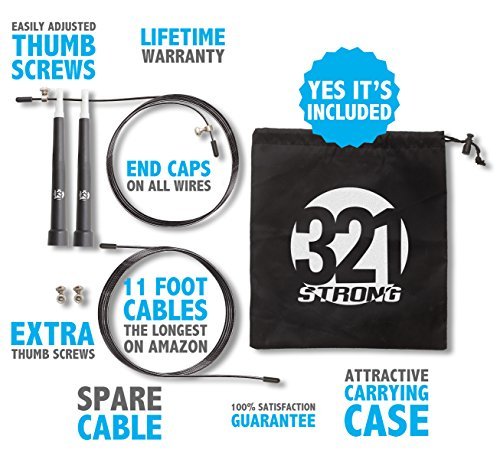 EASILY ADJUSTED
THUMB
SCREWS
LIFETIME
WARRANTY
YES IT'S
INCLUDED
END CAPS
ON ALL WIRES
321
STRONG
11 FOOT
CABLES
THE LONGEST
ON AMAZON
EXTRA
THUMB SCREWS
SPARE
CABLE
100% SATISFACTION
GUARANTEE
ATTRACTIVE
CARRYING
CASE